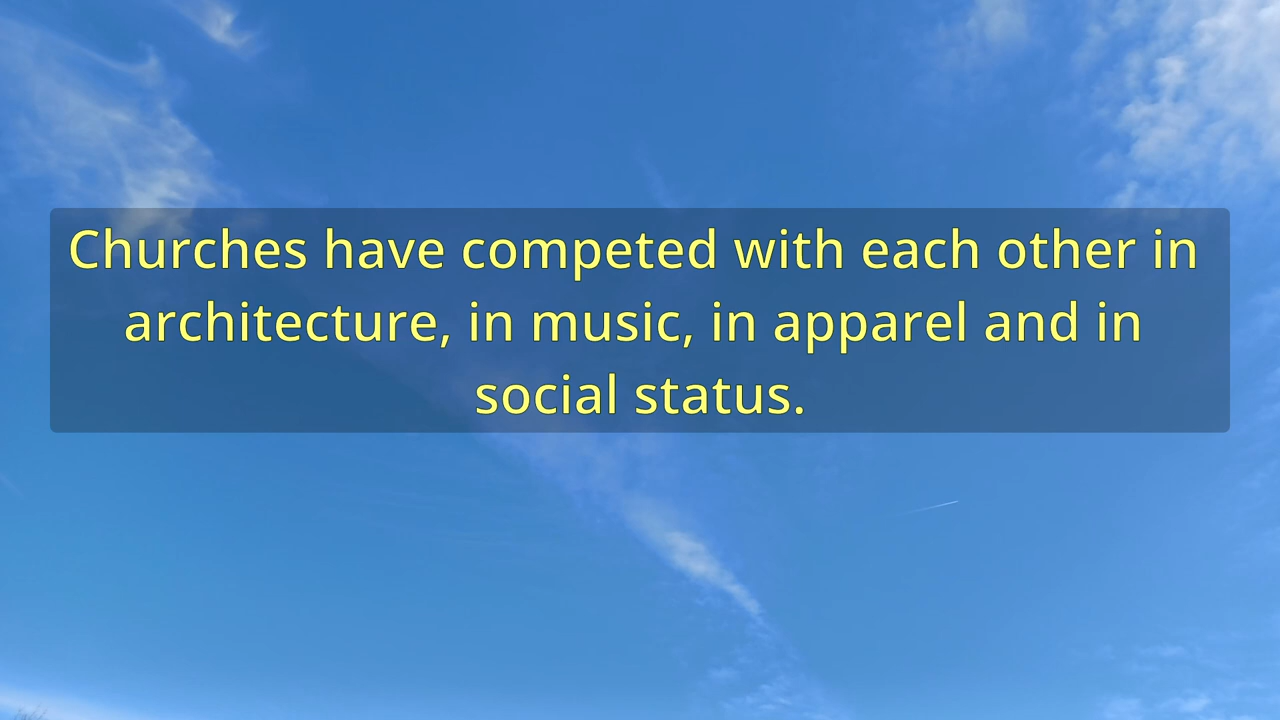 Churches have competed with each other in
architecture, in music, in apparel and in
social status.